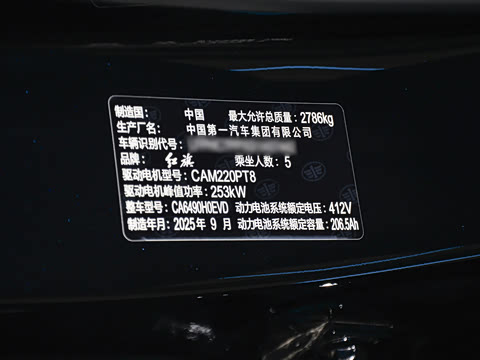 制造国： 中国 最大允许总质量：2786kg
生产厂名： 中国第一汽车集团有限公司
车辆识别代号：
品牌： 红旗 乘坐人数：5
驱动电机型号：CAM220PT8
驱动电机峰值功率：253kW
整车型号：CA6490H0EVD 动力电池系统额定电压：412V
制造年月：2025年 9 月 动力电池系统额定容量：206.5Ah